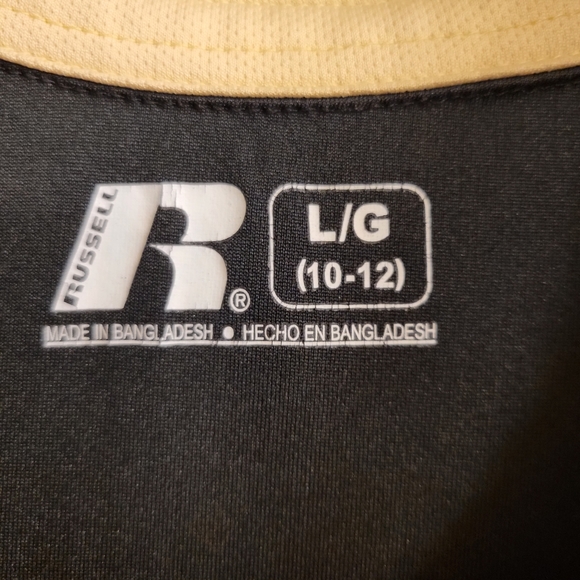 RUSSELL
R®
L/G
(10-12)
MADE IN BANGLADESH ● HECHO EN BANGLADESH